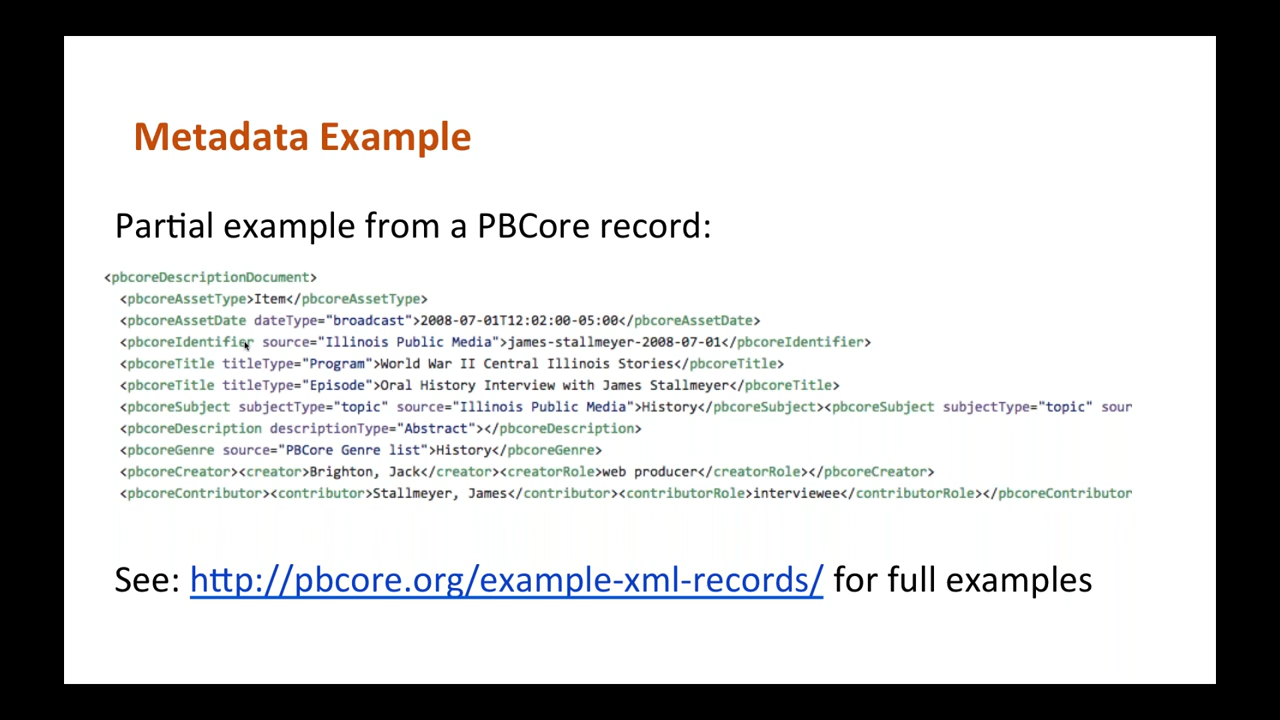 Metadata Example
Partial example from a PBCore record:
<pbcoreDescriptionDocument>
<pbcoreAssetType>Item</pbcoreAssetType>
<pbcoreAssetDate dateType="broadcast">2008-07-01T12:02:00-05:00</pbcoreAssetDate>
<pbcoreIdentifier source="Illinois Public Media">james-stallmeyer-2008-07-01</pbcoreIdentifier>
<pbcoreTitle titleType="Program">World War II Central Illinois Stories</pbcoreTitle>
<pbcoreTitle titleType="Episode">Oral History Interview with James Stallmeyer</pbcoreTitle>
<pbcoreSubject subjectType="topic" source="Illinois Public Media">History</pbcoreSubject><pbcoreSubject subjectType="topic" sour
<pbcoreDescription descriptionType="Abstract"></pbcoreDescription>
<pbcoreGenre source="PBCore Genre list">History</pbcoreGenre>
<pbcoreCreator><creator>Brighton, Jack</creator><creatorRole>web producer</creatorRole></pbcoreCreator>
<pbcoreContributor><contributor>Stallmeyer, James</contributor><contributorRole>interviewee</contributorRole></pbcoreContributor
See: http://pbcore.org/example-xml-records/ for full examples